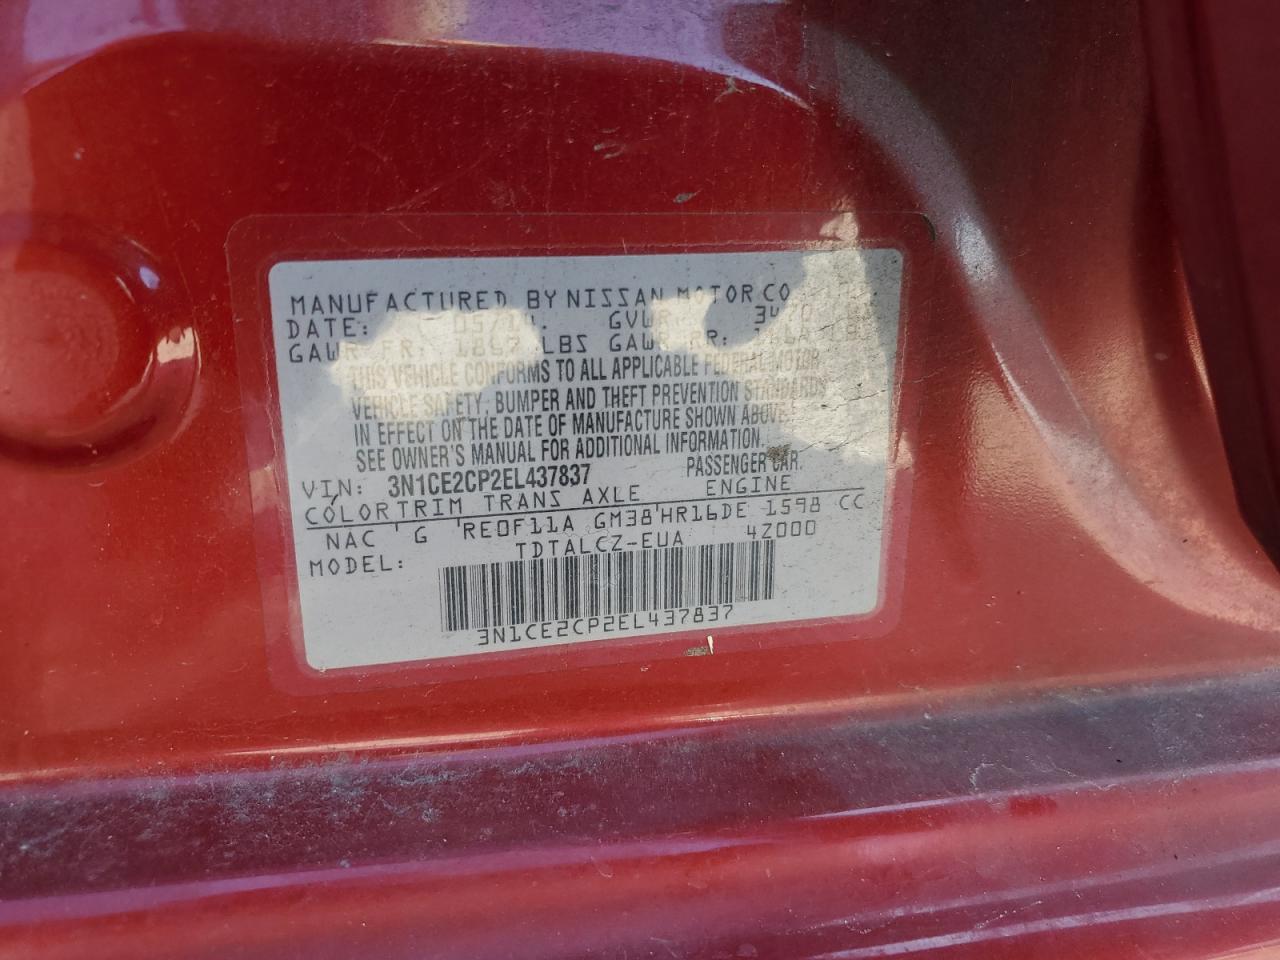 MANUFACTURED BY NISSAN MOTOR CO
DATE: GVWR
GAWR FR: 1867 LBS GAWR RR:
THIS VEHICLE CONFORMS TO ALL APPLICABLE FEDERAL MOTOR
VEHICLE SAFETY, BUMPER AND THEFT PREVENTION STANDARDS
IN EFFECT ON THE DATE OF MANUFACTURE SHOWN ABOVE.
SEE OWNER'S MANUAL FOR ADDITIONAL INFORMATION.
VIN: 3N1CE2CP2EL437837 PASSENGER CAR.
COLOR TRIM TRANS AXLE ENGINE
NAC G RE0F11A GM38 HR16DE 1598 CC
MODEL: TDTALCZ-EUA 4Z000
3N1CE2CP2EL437837